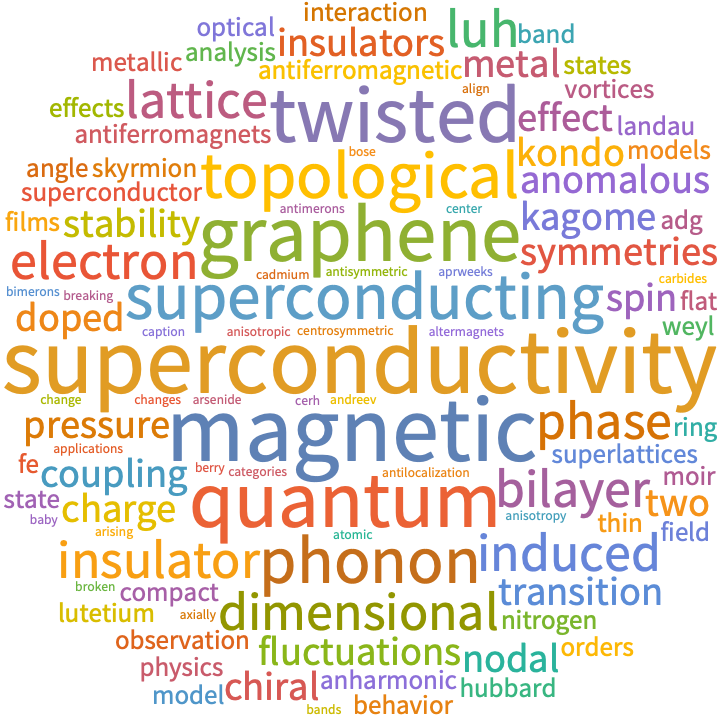 interaction
optical luh band
analysis insulators
metallic antiferromagnetic metal states
effects lattice align vortices
twisted effect landau
antiferromagnets bose kondo models
angle skyrmion topological anomalous
superconductor antimerons center kagome adg
films stability graphene symmetries
electron cadmium antisymmetric aprweeks carbides
bimerons breaking superconducting spin flat
doped caption anisotropic centrosymmetric altermagnets weyl
superconductivity
change changes arsenide cerh andreev
pressure magnetic phase ring
applications superlattices
fe coupling berry categories antilocalization bilayer moir
state charge quantum anisotropy two
baby thin field
arising atomic
insulator phonon induced
broken compact transition
lutetium axially dimensional nitrogen
observation fluctuations orders
physics nodal
model chiral anharmonic hubbard
bands behavior